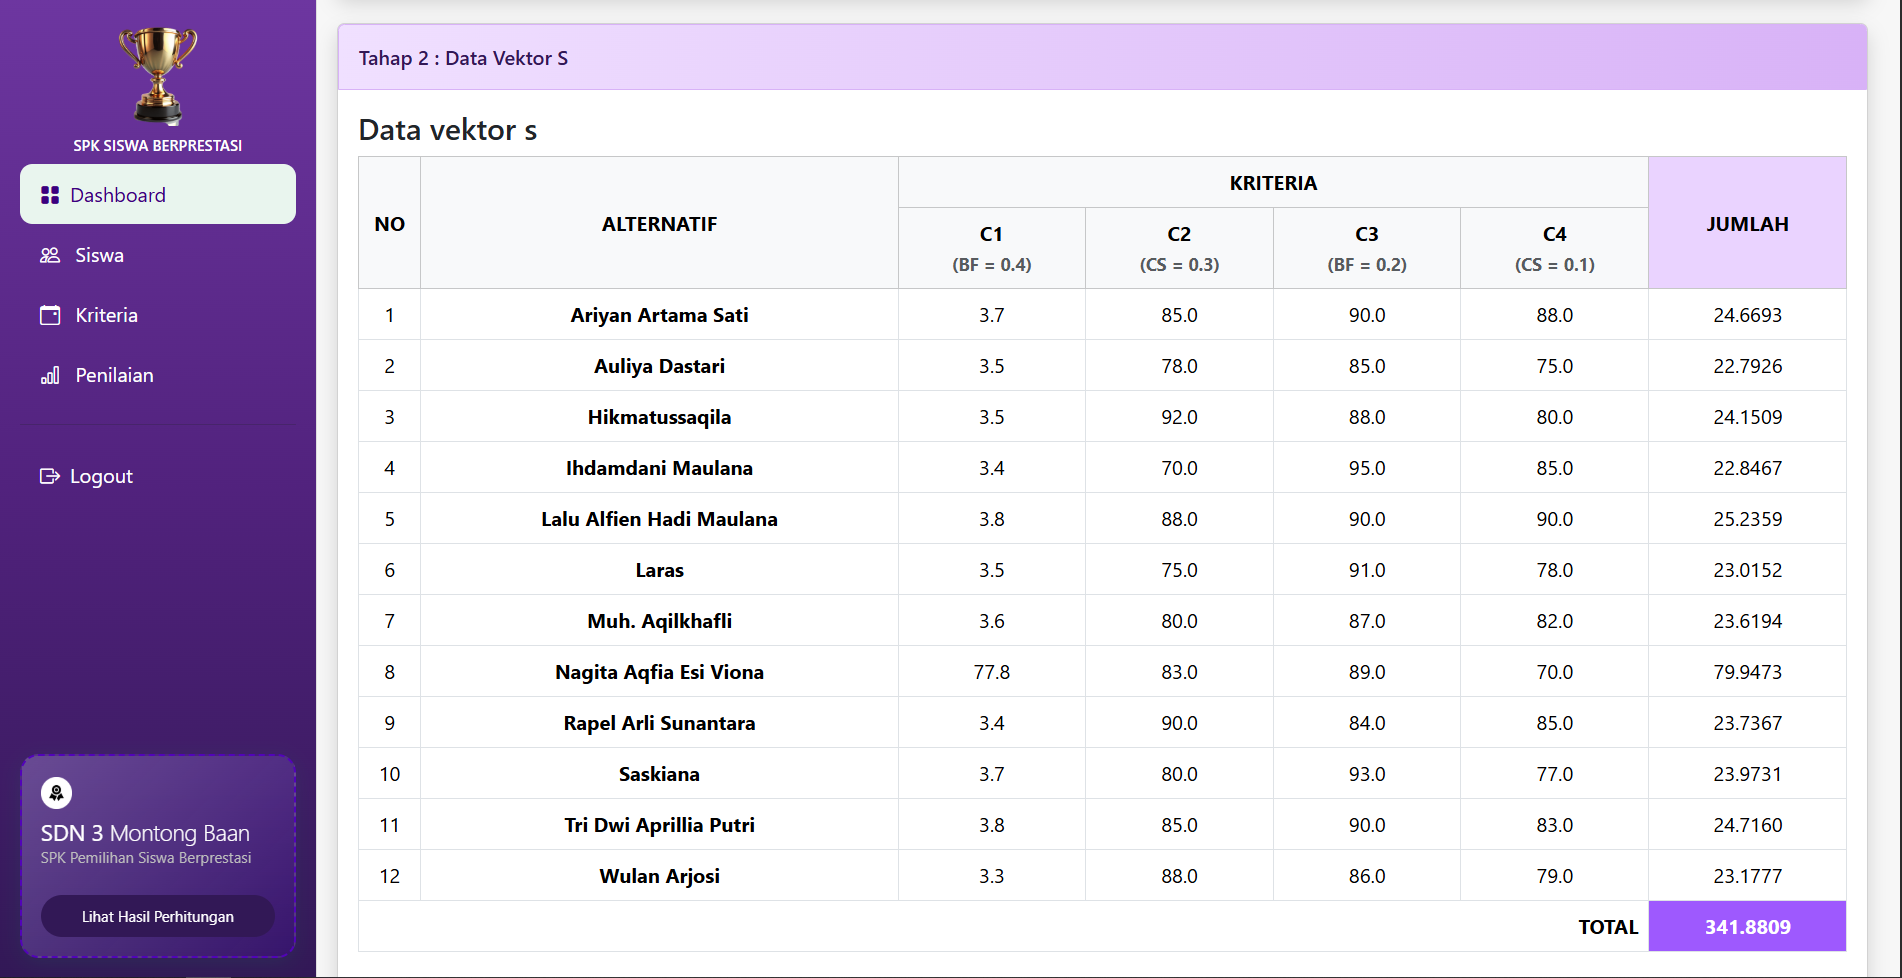 SPK SISWA BERPRESTASI
Dashboard
Siswa
Kriteria
Penilaian
Logout
SDN 3 Montong Baan
SPK Pemilihan Siswa Berprestasi
Lihat Hasil Perhitungan
Tahap 2 : Data Vektor S
Data vektor s
NO ALTERNATIF KRITERIA JUMLAH
C1 C2 C3 C4
(BF = 0.4) (CS = 0.3) (BF = 0.2) (CS = 0.1)
1 Ariyan Artama Sati 3.7 85.0 90.0 88.0 24.6693
2 Auliya Dastari 3.5 78.0 85.0 75.0 22.7926
3 Hikmatussaqila 3.5 92.0 88.0 80.0 24.1509
4 Ihdamdani Maulana 3.4 70.0 95.0 85.0 22.8467
5 Lalu Alfien Hadi Maulana 3.8 88.0 90.0 90.0 25.2359
6 Laras 3.5 75.0 91.0 78.0 23.0152
7 Muh. Aqilkhafli 3.6 80.0 87.0 82.0 23.6194
8 Nagita Aqfia Esi Viona 77.8 83.0 89.0 70.0 79.9473
9 Rapel Arli Sunantara 3.4 90.0 84.0 85.0 23.7367
10 Saskiana 3.7 80.0 93.0 77.0 23.9731
11 Tri Dwi Aprillia Putri 3.8 85.0 90.0 83.0 24.7160
12 Wulan Arjosi 3.3 88.0 86.0 79.0 23.1777
TOTAL 341.8809